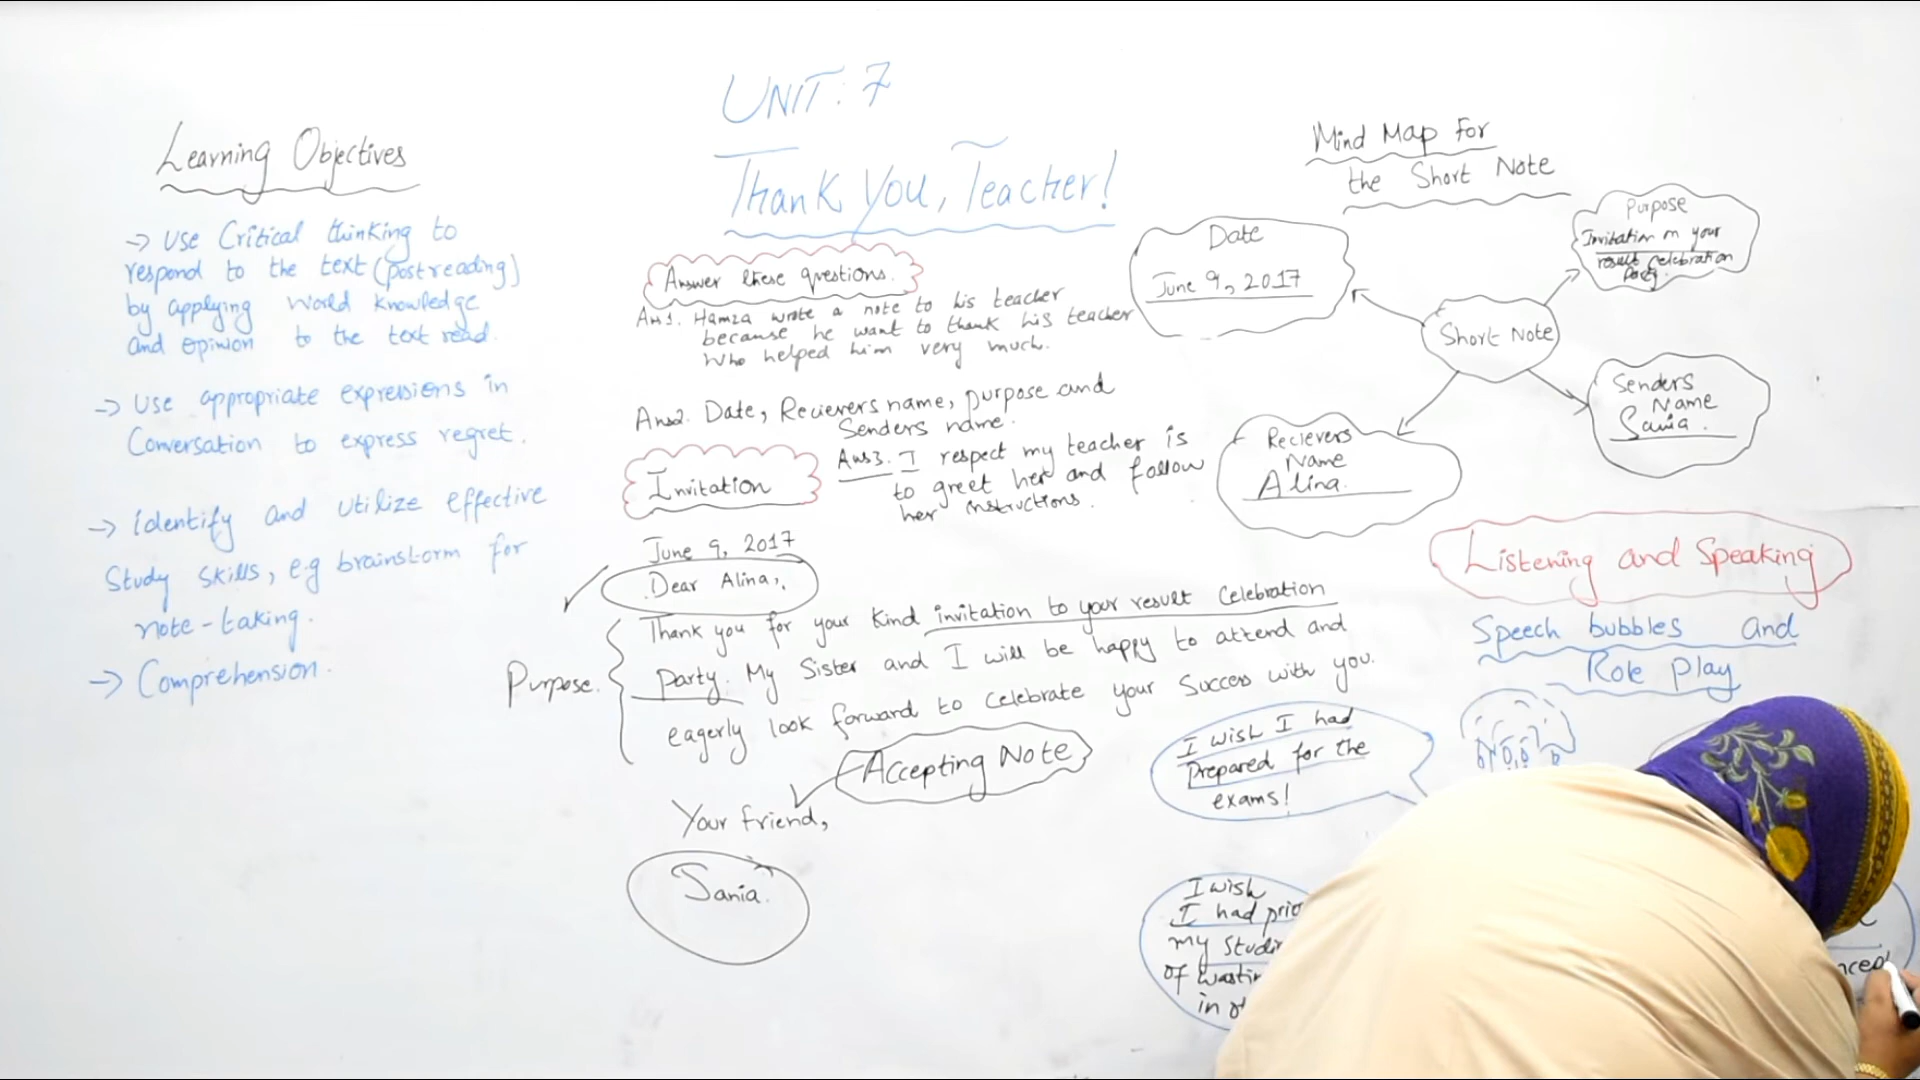 UNIT: 7
Thank You, Teacher!
Learning Objectives
→ Use Critical thinking to
respond to the text (post reading)
by applying world knowledge
and opinion to the text read.
→ Use appropriate expressions in
Conversation to express regret.
→ Identify and utilize effective
Study skills, e.g brainstorm for
note-taking.
→ Comprehension.
Answer these questions.
Ans1. Hamza wrote a note to his teacher
because he want to thank his teacher
who helped him very much.
Ans2. Date, Recievers name, purpose and
Senders name.
Ans3. I respect my teacher is
to greet her and follow
her instructions.
Invitation
June 9, 2017
Dear Alina,
Thank you for your kind invitation to your result Celebration
party. My Sister and I will be happy to attend and
eagerly look forward to celebrate your Success with you.
Purpose.
Accepting Note
Your friend,
Sania.
Mind Map For
the Short Note
Short Note
Date
June 9, 2017
Purpose
Invitation on your
result Celebration
Party
Senders
Name
Sania.
Recievers
Name
Alina.
Listening and Speaking
Speech bubbles and
Role Play
I wish I had
Prepared for the
exams!
I wish
I had
my
of
in